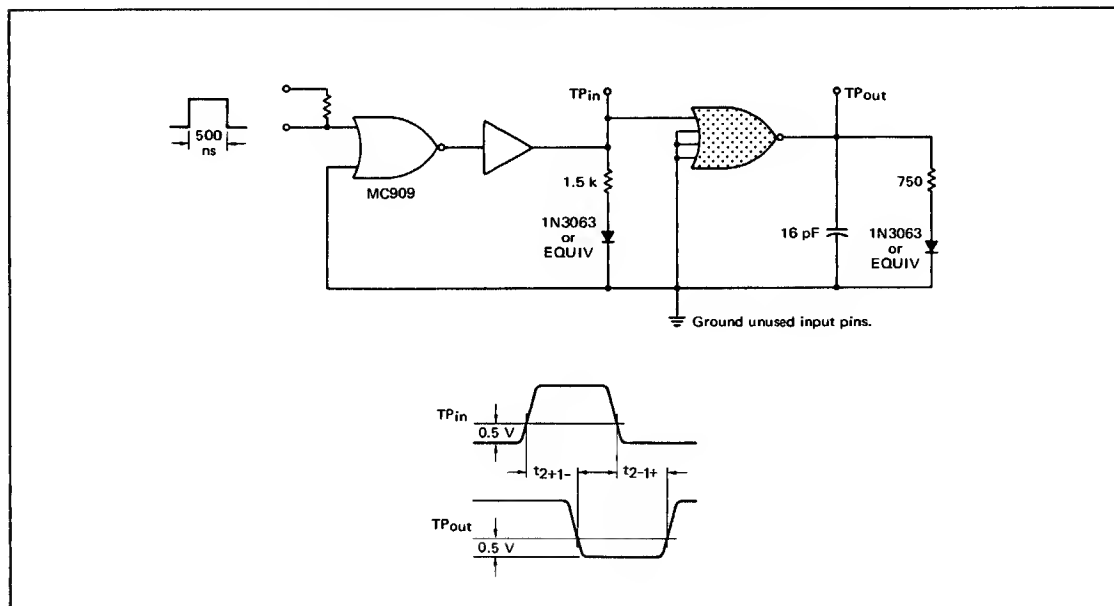 500
ns
MC909
TPin
1.5 k
1N3063
or
EQUIV
TPout
750
16 pF
1N3063
or
EQUIV
Ground unused input pins.
TPin
0.5 V
t2+1-
t2-1+
TPout
0.5 V